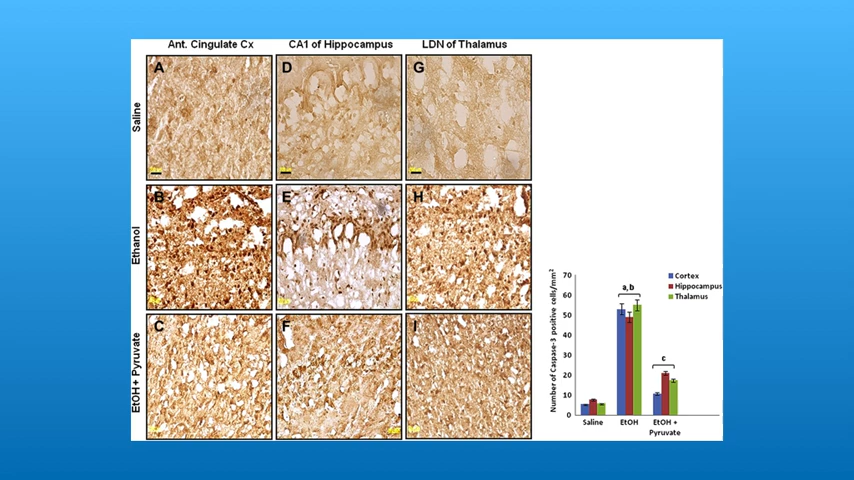 Ant. Cingulate Cx
CA1 of Hippocampus
LDN of Thalamus
Saline
A
D
G
Ethanol
B
E
H
EtOH + Pyruvate
C
F
I
Number of Caspase-3 positive cells/mm2
70
60
50
40
30
20
10
0
Cortex
Hippocampus
Thalamus
a,b
c
Saline
EtOH
EtOH +
Pyruvate